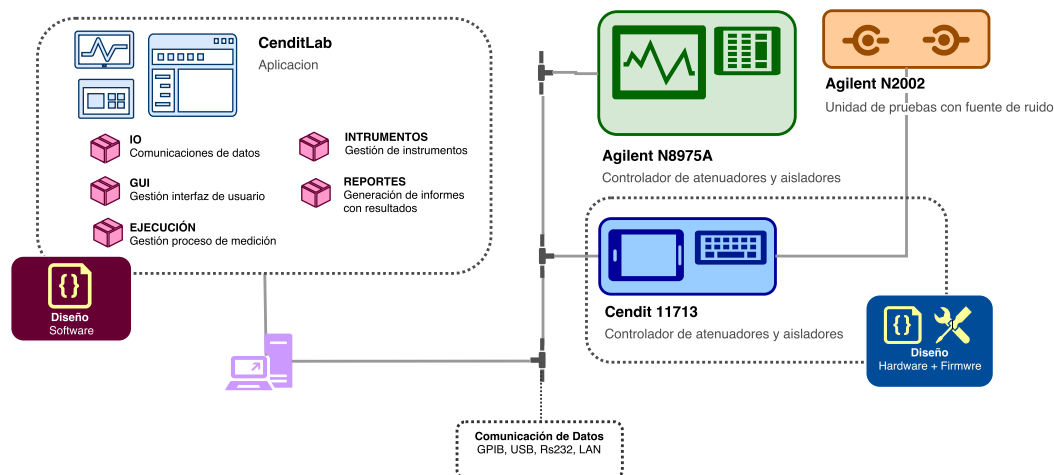 CenditLab
Aplicacion
IO
Comunicaciones de datos
GUI
Gestión interfaz de usuario
EJECUCIÓN
Gestión proceso de medición
INTRUMENTOS
Gestión de instrumentos
REPORTES
Generación de informes
con resultados
{}
Diseño
Software
Agilent N8975A
Controlador de atenuadores y aisladores
Agilent N2002
Unidad de pruebas con fuente de ruido
Cendit 11713
Controlador de atenuadores y aisladores
{}
Diseño
Hardware + Firmwre
Comunicación de Datos
GPIB, USB, Rs232, LAN